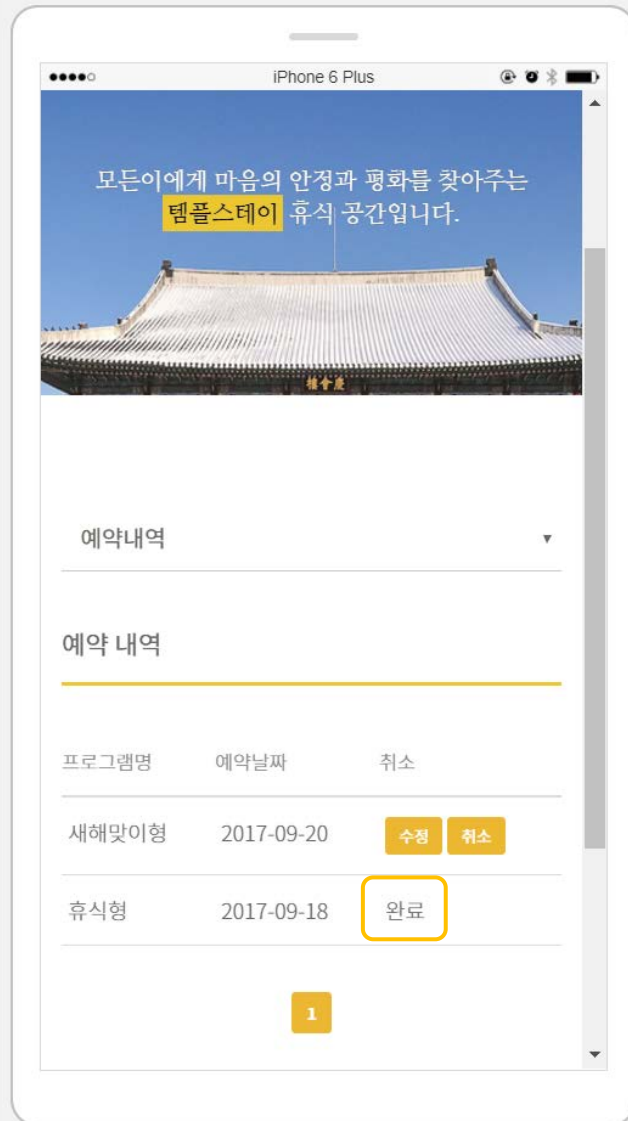 iPhone 6 Plus
모든이에게 마음의 안정과 평화를 찾아주는
템플스테이 휴식 공간입니다.
樓會慶
예약내역 ▼
예약 내역
프로그램명 예약날짜 취소
새해맞이형 2017-09-20 수정 취소
휴식형 2017-09-18 완료
1